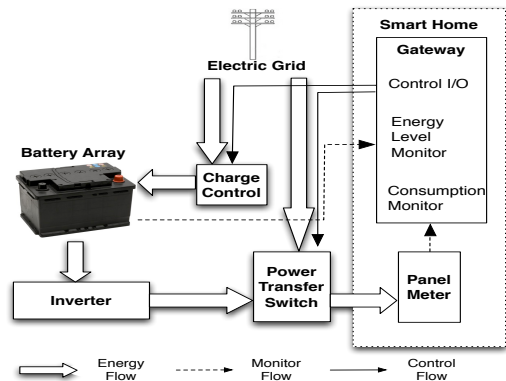 Smart Home
Gateway
Control I/O
Energy
Level
Monitor
Consumption
Monitor
Electric Grid
Battery Array
Charge
Control
Inverter
Power
Transfer
Switch
Panel
Meter
Energy
Flow
Monitor
Flow
Control
Flow